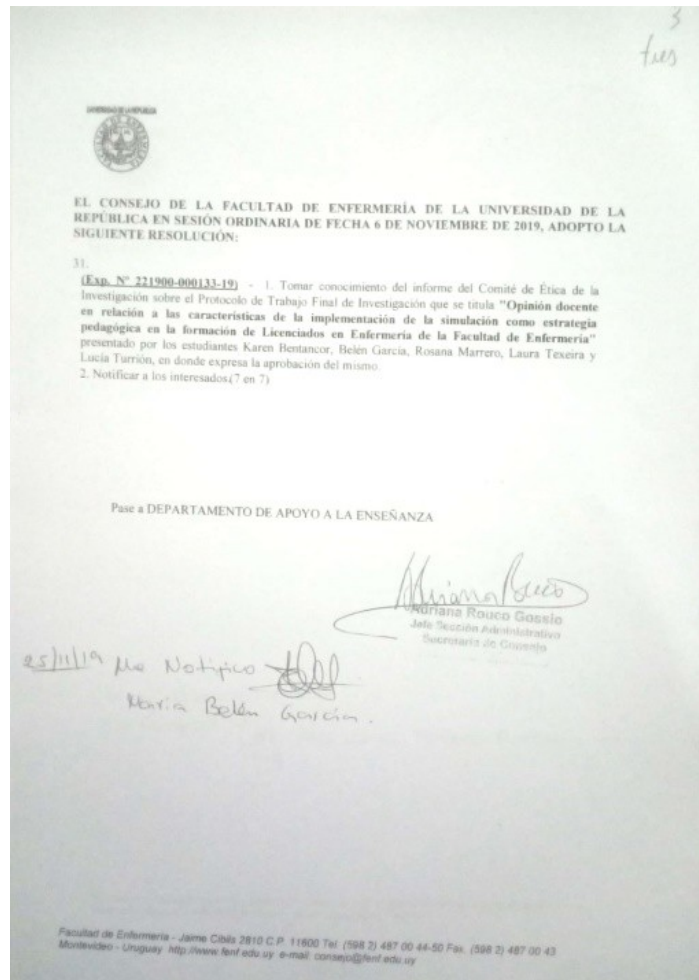 3
tres
UNIVERSIDAD DE LA REPUBLICA
EL CONSEJO DE LA FACULTAD DE ENFERMERÍA DE LA UNIVERSIDAD DE LA
REPÚBLICA EN SESIÓN ORDINARIA DE FECHA 6 DE NOVIEMBRE DE 2019, ADOPTO LA
SIGUIENTE RESOLUCIÓN:
31.
(Exp. N° 221900-000133-19) - 1. Tomar conocimiento del informe del Comité de Ética de la
Investigación sobre el Protocolo de Trabajo Final de Investigación que se titula "Opinión docente
en relación a las características de la implementación de la simulación como estrategia
pedagógica en la formación de Licenciados en Enfermería de la Facultad de Enfermería"
presentado por los estudiantes Karen Bentancor, Belén García, Rosana Marrero, Laura Texeira y
Lucía Turrión, en donde expresa la aprobación del mismo.
2. Notificar a los interesados.(7 en 7)
Pase a DEPARTAMENTO DE APOYO A LA ENSEÑANZA
Adriana Rouco Gossio
Jefe Sección Administrativa
Secretaría de Consejo
25/11/19 Me Notifico
Maria Belén García.
Facultad de Enfermería - Jaime Cibils 2810 C.P. 11600 Tel. (598 2) 487 00 44-50 Fax. (598 2) 487 00 43
Montevideo - Uruguay http://www.fenf.edu.uy e-mail: consejo@fenf.edu.uy